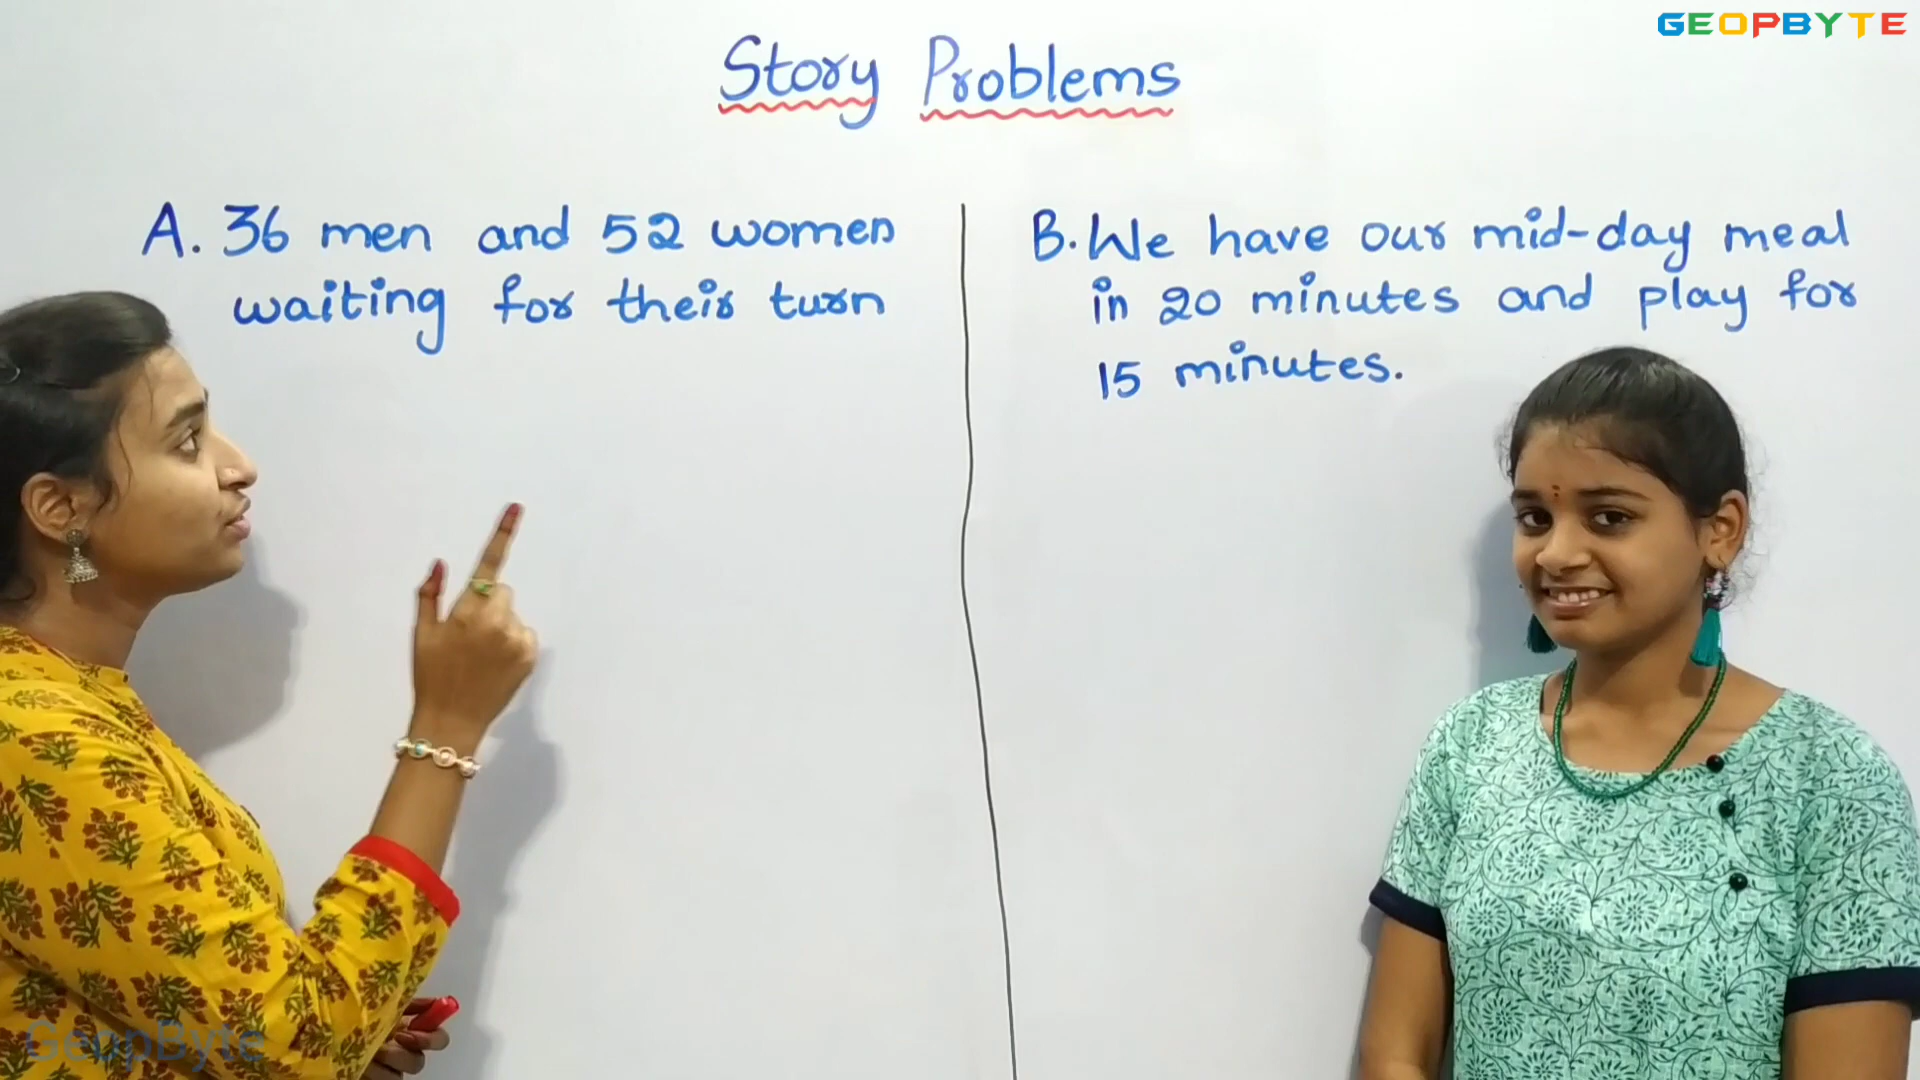 GEOPBYTE
Story Problems
A. 36 men and 52 women
waiting for their turn
B. We have our mid-day meal
in 20 minutes and play for
15 minutes.
GeopByte